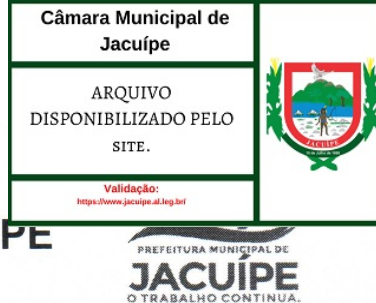 Câmara Municipal de
Jacuípe
ARQUIVO
DISPONIBILIZADO PELO
SITE.
Validação:
https://www.jacuipe.al.leg.br/
JACUÍPE
PE
PREFEITURA MUNICIPAL DE
JACUÍPE
O TRABALHO CONTINUA.